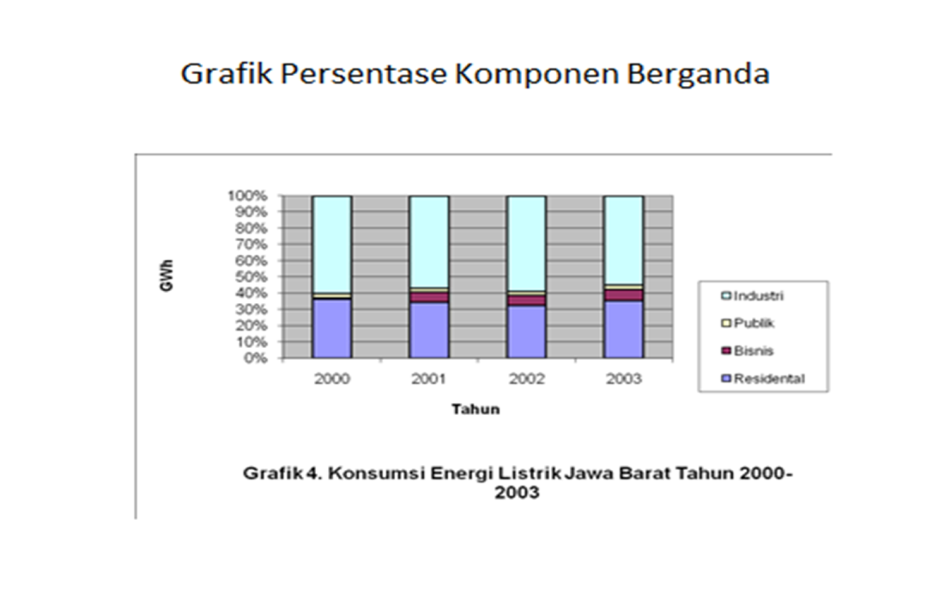 Grafik Persentase Komponen Berganda
100%
90%
80%
70%
60%
50%
40%
30%
20%
10%
0%
GWh
2000 2001 2002 2003
Tahun
Industri
Publik
Bisnis
Residental
Grafik 4. Konsumsi Energi Listrik Jawa Barat Tahun 2000-
2003